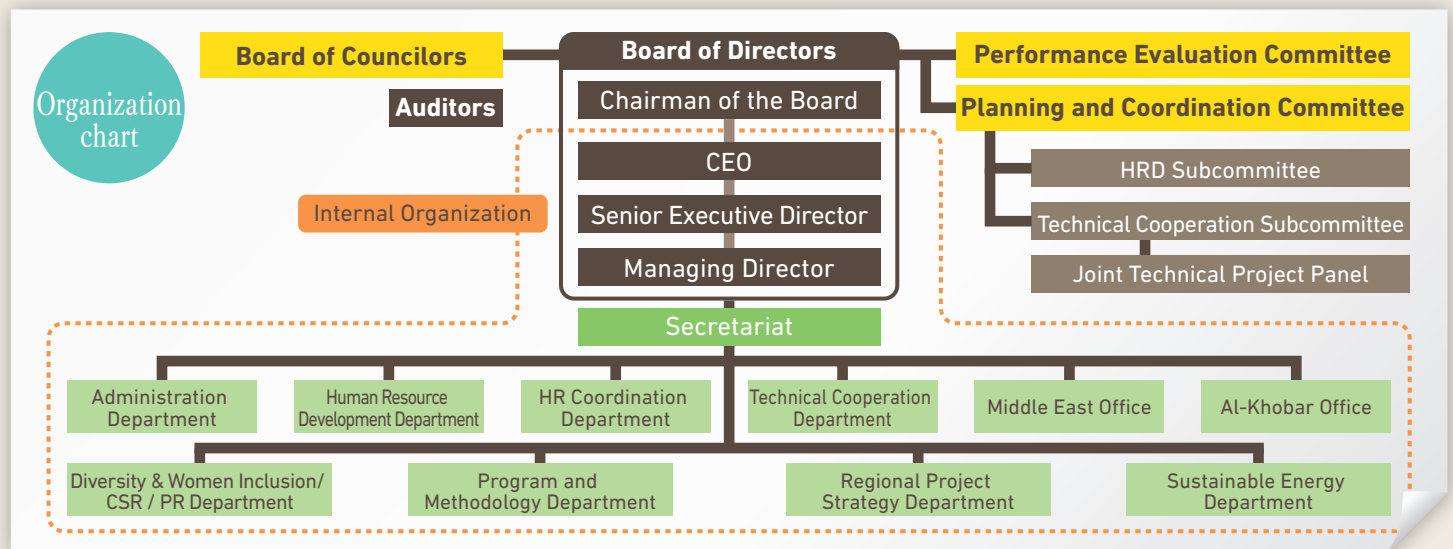 Organization
chart
Board of Councilors
Auditors
Board of Directors
Chairman of the Board
CEO
Senior Executive Director
Managing Director
Performance Evaluation Committee
Planning and Coordination Committee
HRD Subcommittee
Technical Cooperation Subcommittee
Joint Technical Project Panel
Internal Organization
Secretariat
Administration
Department
Human Resource
Development Department
HR Coordination
Department
Technical Cooperation
Department
Middle East Office
Al-Khobar Office
Diversity & Women Inclusion/
CSR / PR Department
Program and
Methodology Department
Regional Project
Strategy Department
Sustainable Energy
Department